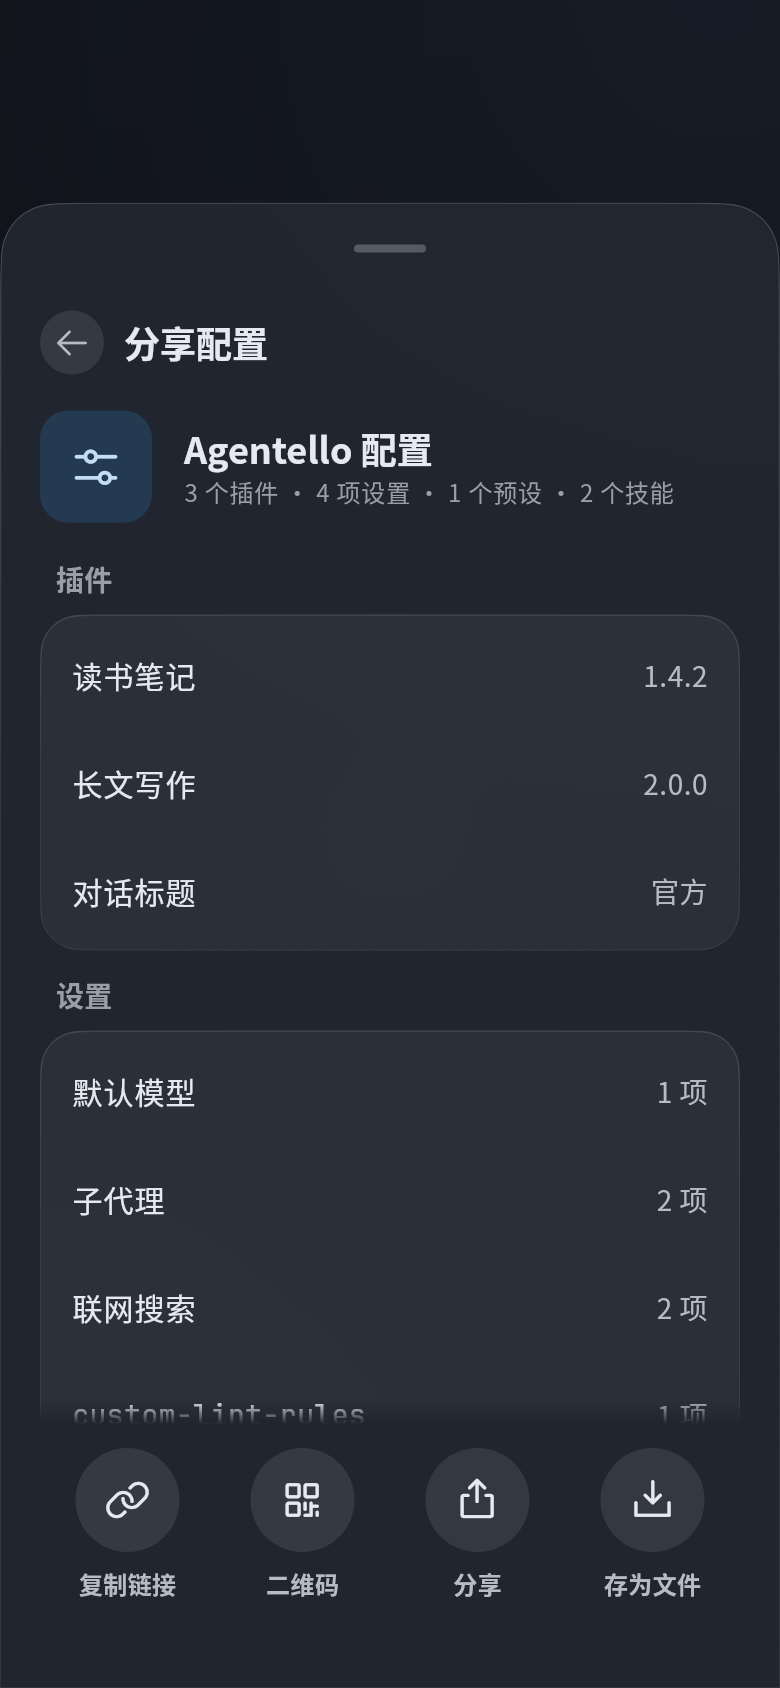 分享配置
Agentello 配置
3 个插件 · 4 项设置 · 1 个预设 · 2 个技能
插件
读书笔记 1.4.2
长文写作 2.0.0
对话标题 官方
设置
默认模型 1 项
子代理 2 项
联网搜索 2 项
custom-lint-rules 1 项
复制链接 二维码 分享 存为文件